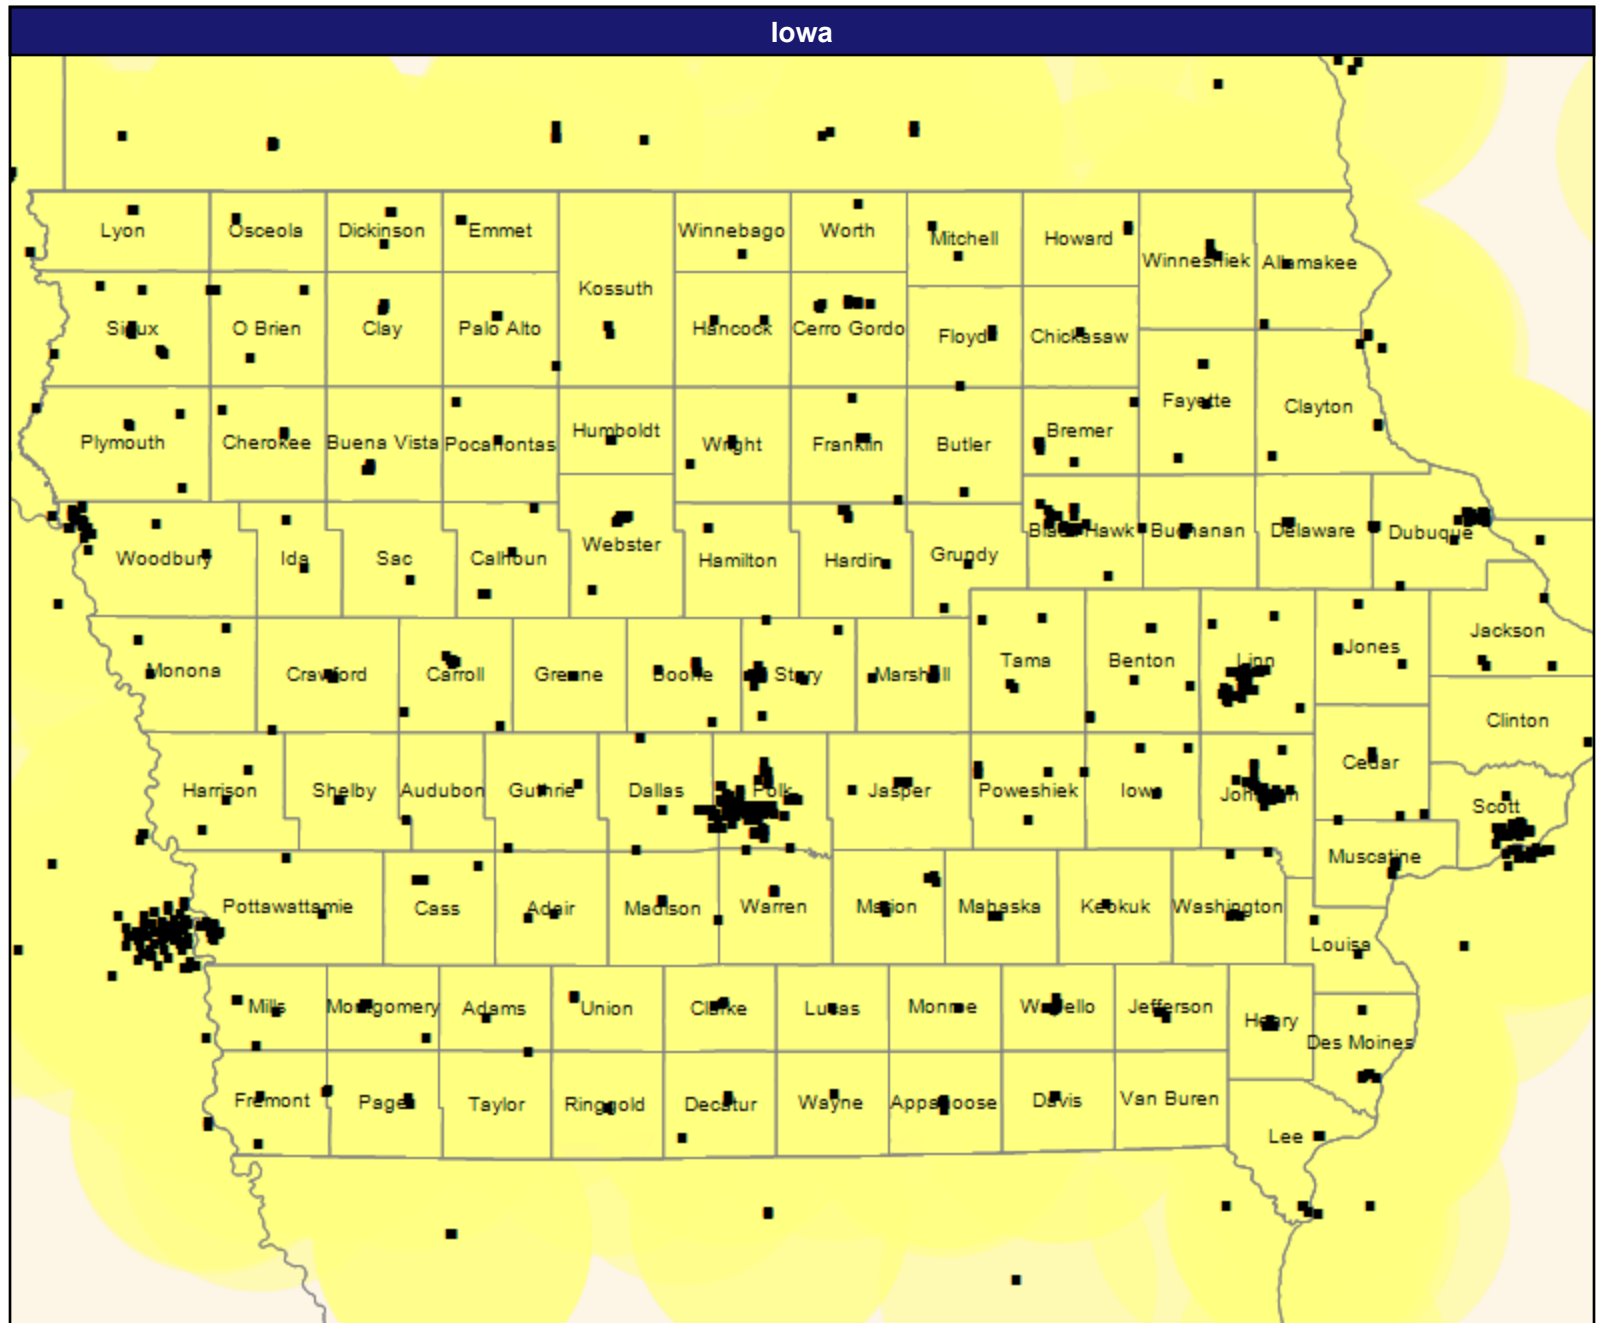 Iowa
Lyon
Osceola
Dickinson
Emmet
Winnebago
Worth
Mitchell
Howard
Winneshiek
Allamakee
Kossuth
Sioux
O Brien
Clay
Palo Alto
Hancock
Cerro Gordo
Floyd
Chickasaw
Fayette
Clayton
Plymouth
Cherokee
Buena Vista
Pocahontas
Humboldt
Wright
Franklin
Butler
Bremer
Woodbury
Ida
Sac
Calhoun
Webster
Hamilton
Hardin
Grundy
Black Hawk
Buchanan
Delaware
Dubuque
Monona
Crawford
Carroll
Greene
Boone
Story
Marshall
Tama
Benton
Linn
Jones
Jackson
Clinton
Harrison
Shelby
Audubon
Guthrie
Dallas
Polk
Jasper
Poweshiek
Iowa
Johnson
Cedar
Scott
Muscatine
Pottawattamie
Cass
Adair
Madison
Warren
Marion
Mahaska
Keokuk
Washington
Louisa
Mills
Montgomery
Adams
Union
Clarke
Lucas
Monroe
Wapello
Jefferson
Henry
Des Moines
Fremont
Page
Taylor
Ringgold
Decatur
Wayne
Appanoose
Davis
Van Buren
Lee